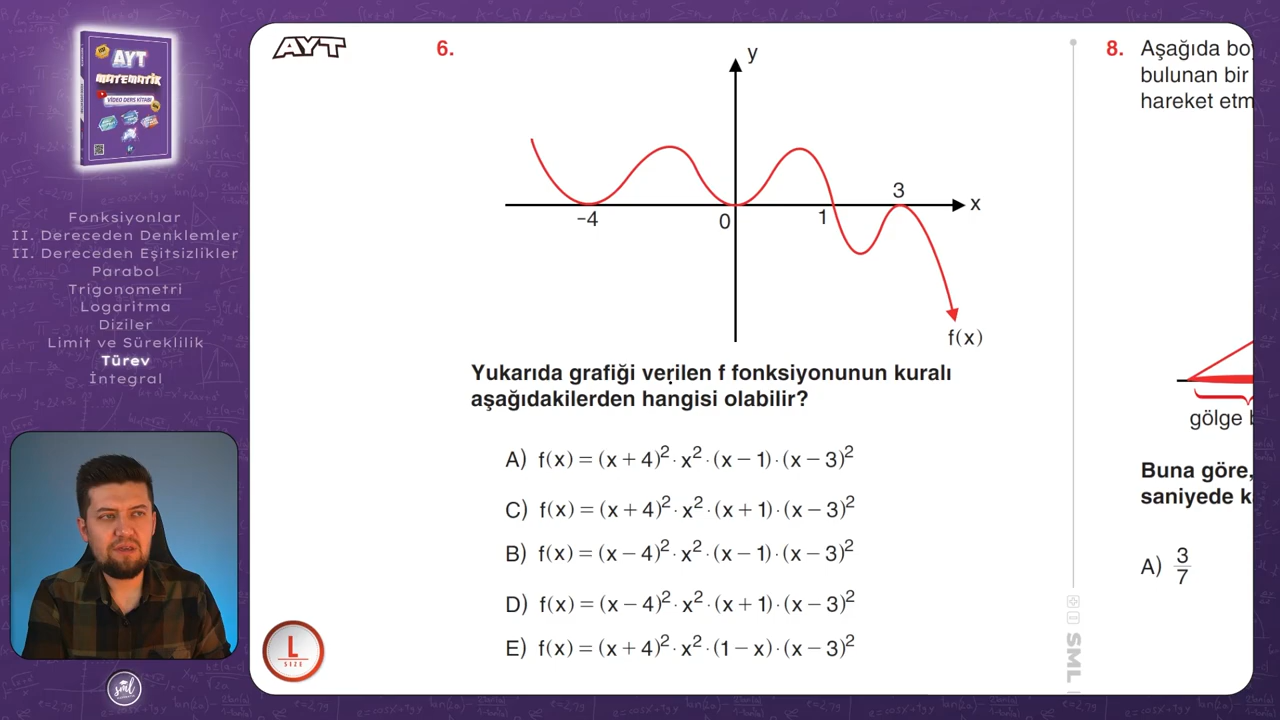 AYT
MATEMATİK
VİDEO DERS KİTABI
Fonksiyonlar
II. Dereceden Denklemler
II. Dereceden Eşitsizlikler
Parabol
Trigonometri
Logaritma
Diziler
Limit ve Süreklilik
Türev
İntegral
sml
AYT
6.
y
3
x
−4
0
1
f(x)
Yukarıda grafiği verilen f fonksiyonunun kuralı
aşağıdakilerden hangisi olabilir?
A) f(x) = (x + 4)² · x² · (x − 1) · (x − 3)²
C) f(x) = (x + 4)² · x² · (x + 1) · (x − 3)²
B) f(x) = (x − 4)² · x² · (x − 1) · (x − 3)²
D) f(x) = (x − 4)² · x² · (x + 1) · (x − 3)²
E) f(x) = (x + 4)² · x² · (1 − x) · (x − 3)²
L
SIZE
SML
8. Aşağıda boy
bulunan bir
hareket etm
gölge b
Buna göre,
saniyede k
A) 3/7